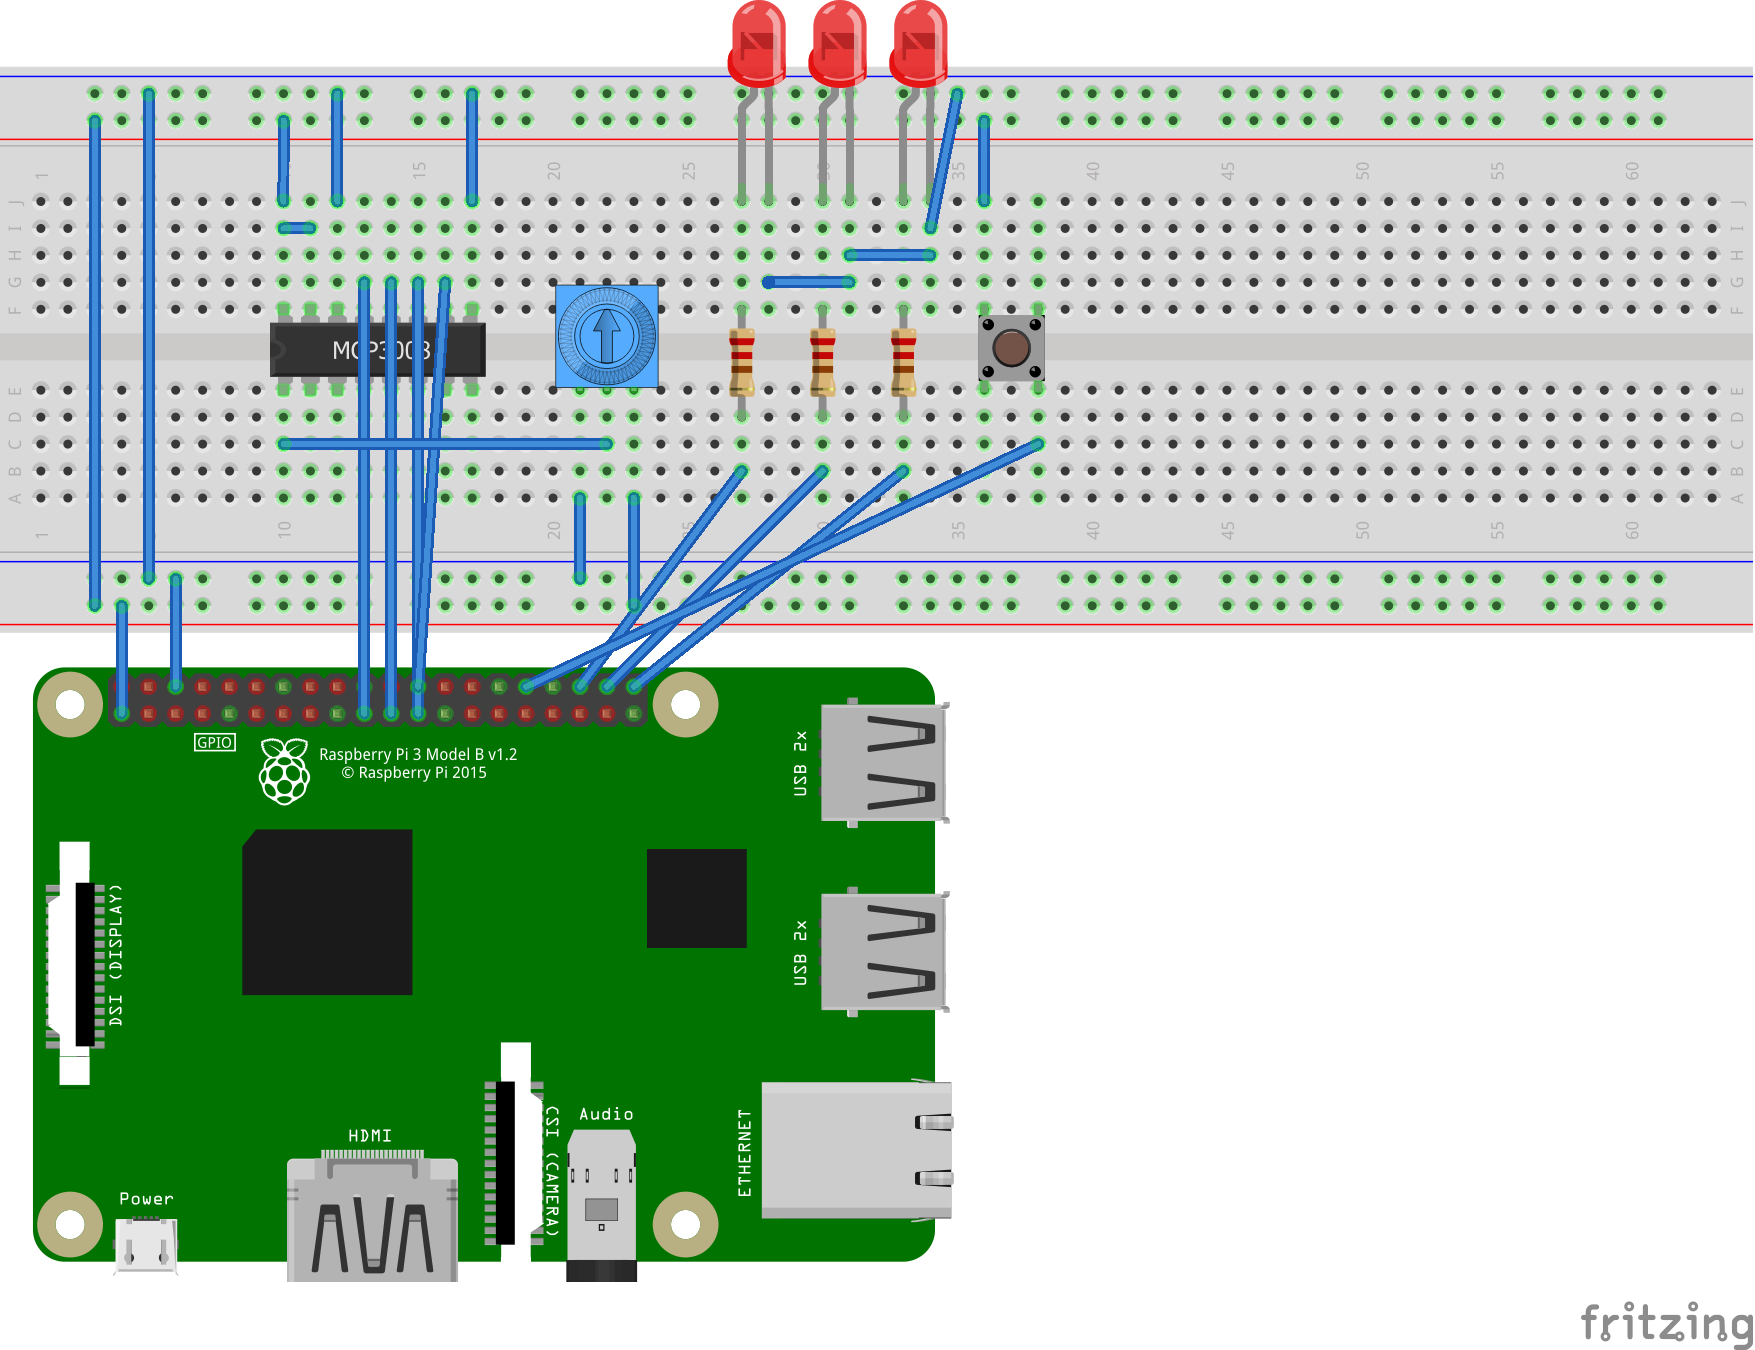 1 15 20 25 30 35 40 45 50 55 60
J J
I I
H H
G G
F F
MCP3008
E E
D D
C C
B B
A A
1 10 20 25 30 35 40 45 50 55 60
GPIO
Raspberry Pi 3 Model B v1.2
© Raspberry Pi 2015
USB 2x
DSI (DISPLAY)
USB 2x
CSI (CAMERA)
Audio
ETHERNET
HDMI
Power
fritzing